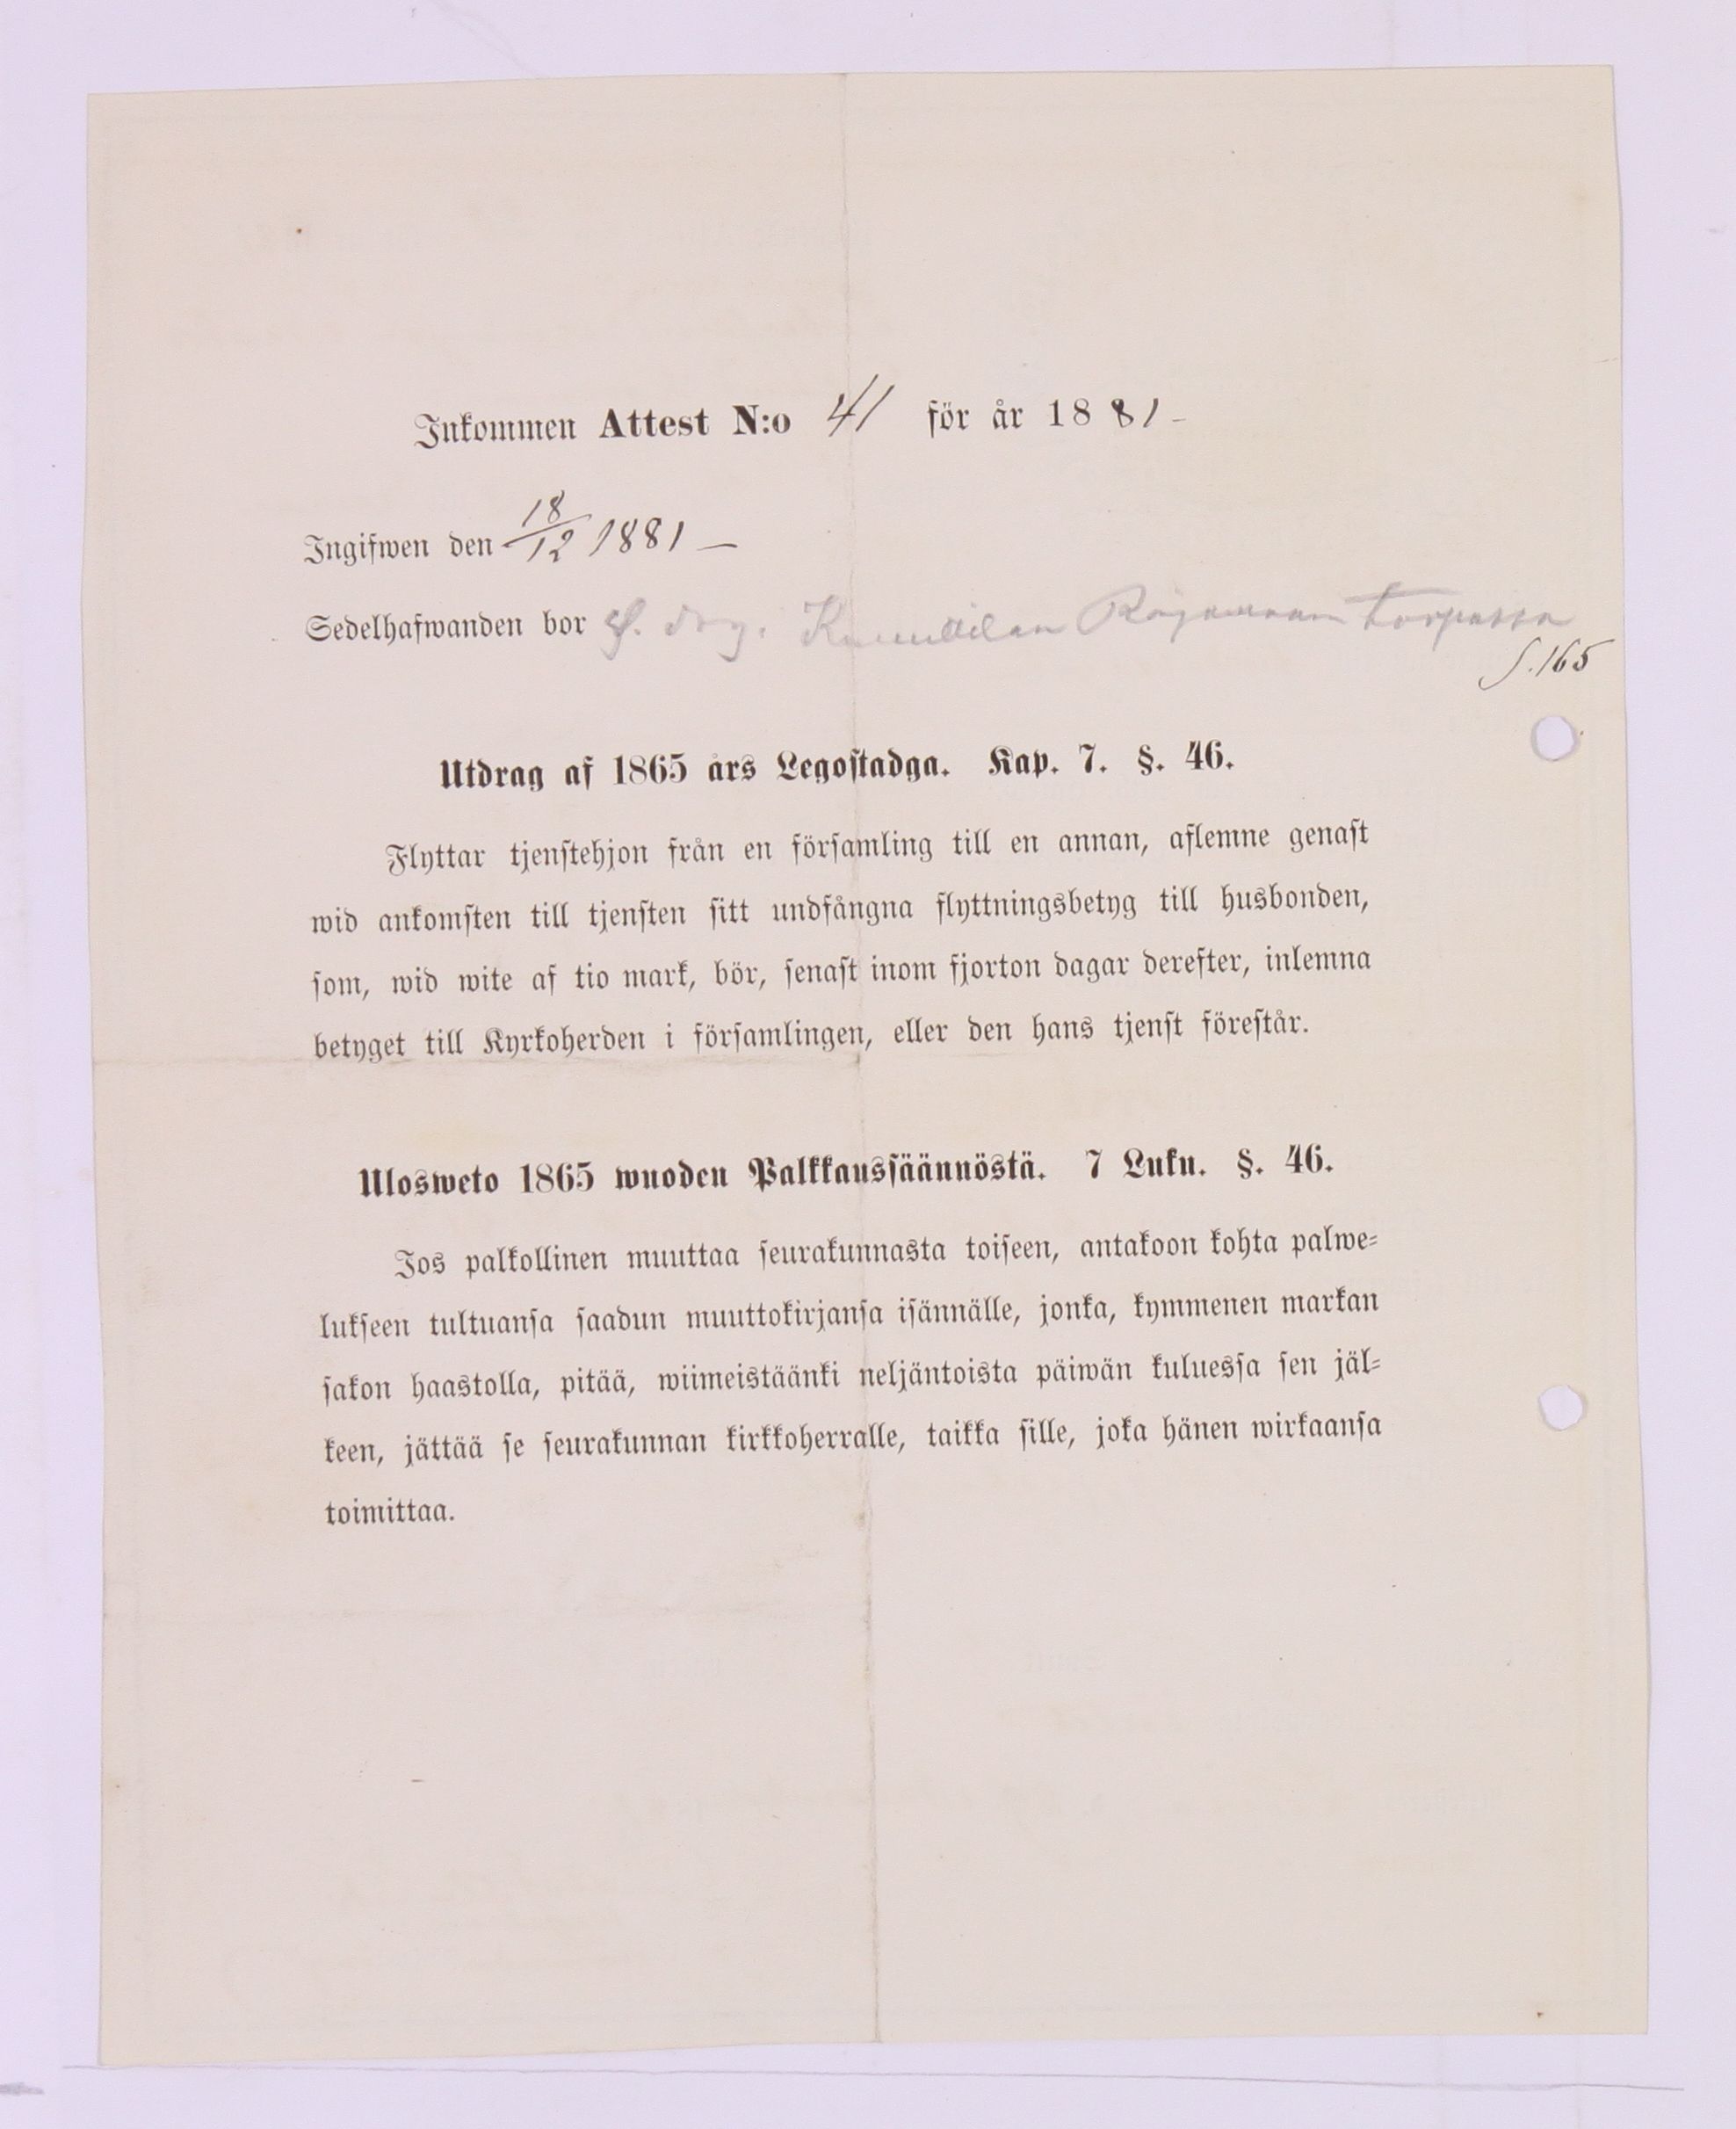 Inkommen Attest N:o 41 för år 1881 -
Ingifwen den 18/12 1881 —
Sedelhafwanden bor torpassa
S. 165
Utdrag af 1865 års Legostadga. Kap. 7. §. 46.
Flyttar tjenstehjon från en församling till en annan, aflemne genast
wid ankomsten till tjensten sitt undfångna flyttningsbetyg till husbonden,
som, wid wite af tio mark, bör, senast inom fjorton dagar derefter, inlemna
betyget till Kyrkoherden i församlingen, eller den hans tjenst förestår.
Ulosweto 1865 wuoden Palkkaussäännöstä. 7 Luku. §. 46.
Jos palkollinen muuttaa seurakunnasta toiseen, antakoon kohta palwe=
lukseen tultuansa saadun muuttokirjansa isännälle, jonka, kymmenen markan
sakon haastolla, pitää, wiimeistäänki neljäntoista päiwän kuluessa sen jäl=
keen, jättää se seurakunnan kirkkoherralle, taikka sille, joka hänen wirkaansa
toimittaa.